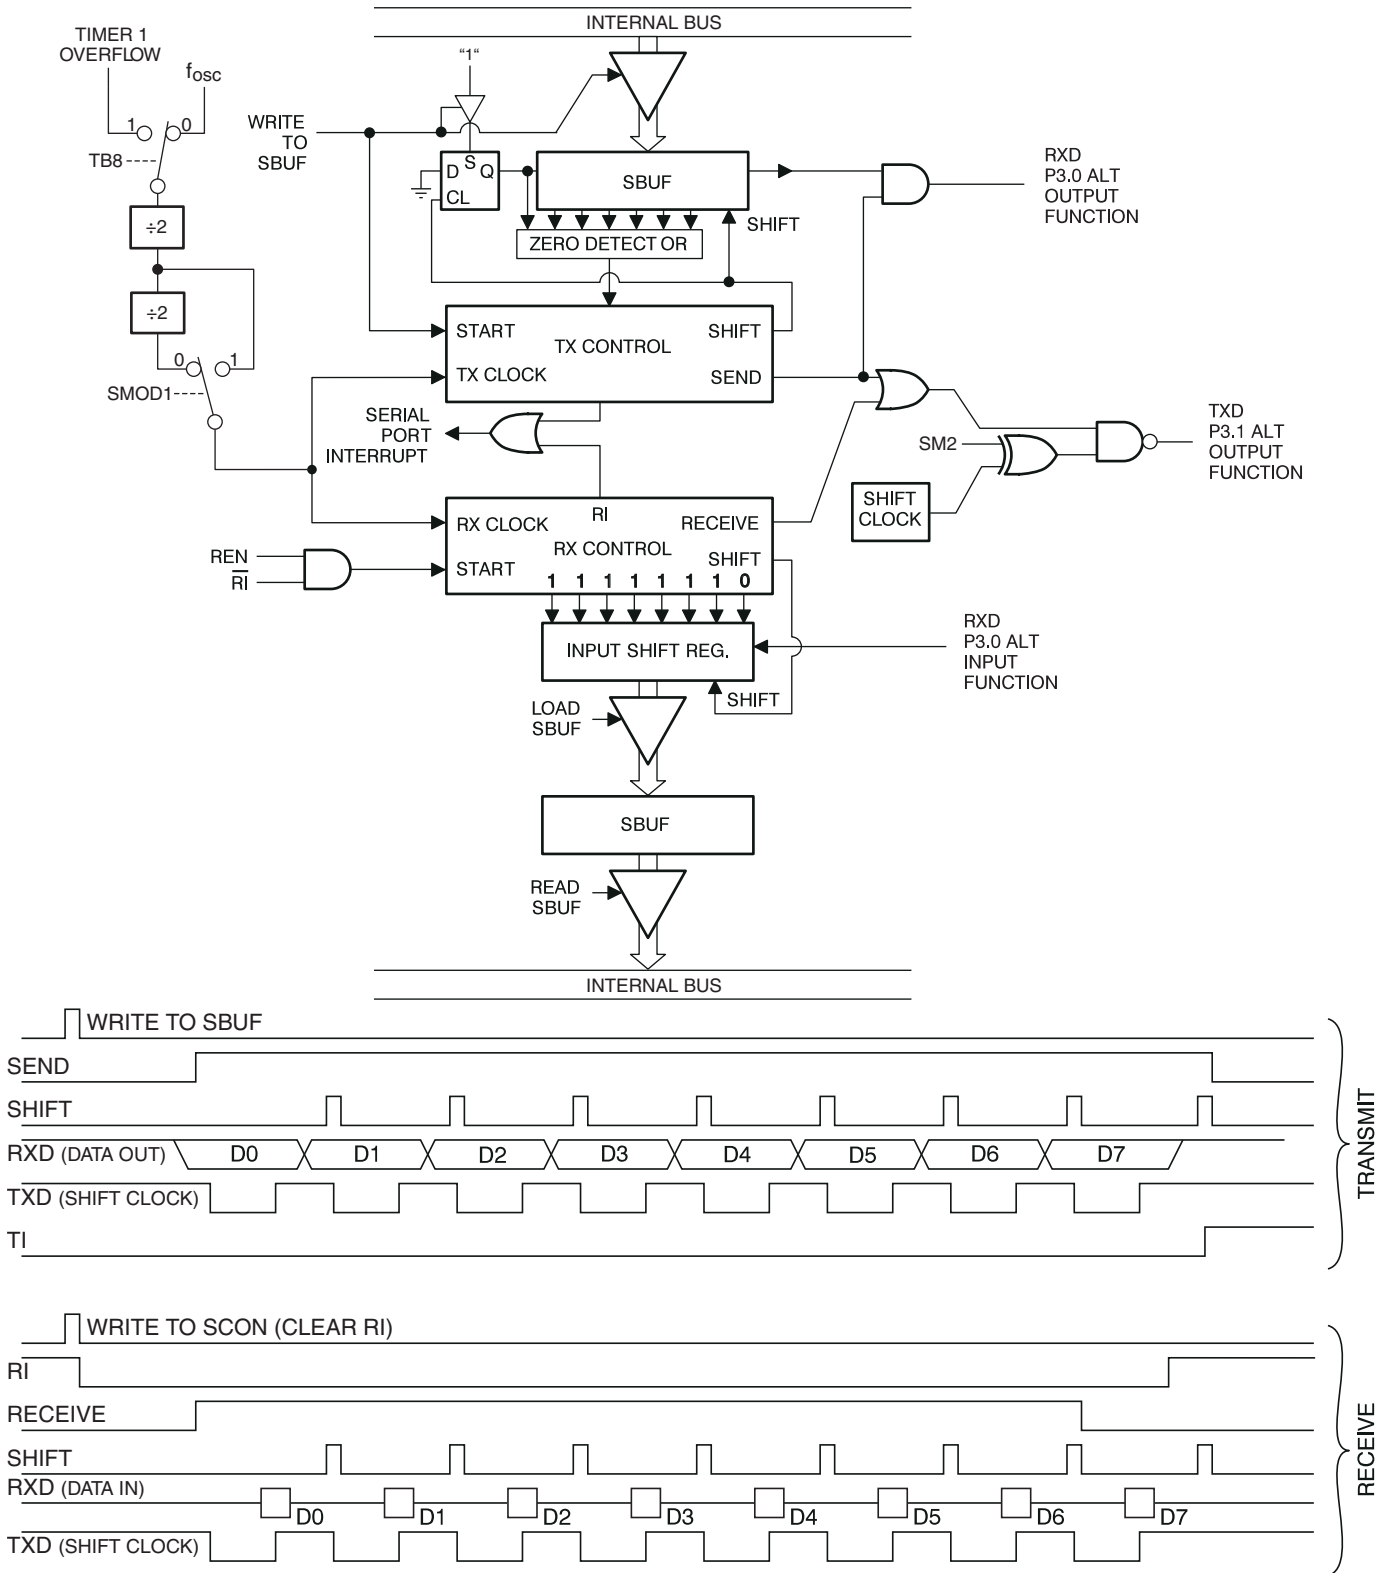 INTERNAL BUS
TIMER 1
OVERFLOW
fosc
"1"
1
0
TB8
WRITE
TO
SBUF
D
S
Q
CL
SBUF
SHIFT
ZERO DETECT OR
RXD
P3.0 ALT
OUTPUT
FUNCTION
÷2
÷2
0
1
SMOD1
START
SHIFT
TX CONTROL
TX CLOCK
SEND
SERIAL
PORT
INTERRUPT
SM2
TXD
P3.1 ALT
OUTPUT
FUNCTION
SHIFT
CLOCK
RX CLOCK
RI
RECEIVE
RX CONTROL
SHIFT
START
1 1 1 1 1 1 1 0
REN
R̅I̅
INPUT SHIFT REG.
RXD
P3.0 ALT
INPUT
FUNCTION
SHIFT
LOAD
SBUF
SBUF
READ
SBUF
INTERNAL BUS
WRITE TO SBUF
SEND
SHIFT
RXD (DATA OUT)
D0 D1 D2 D3 D4 D5 D6 D7
TXD (SHIFT CLOCK)
TI
TRANSMIT
WRITE TO SCON (CLEAR RI)
RI
RECEIVE
SHIFT
RXD (DATA IN)
D0 D1 D2 D3 D4 D5 D6 D7
TXD (SHIFT CLOCK)
RECEIVE